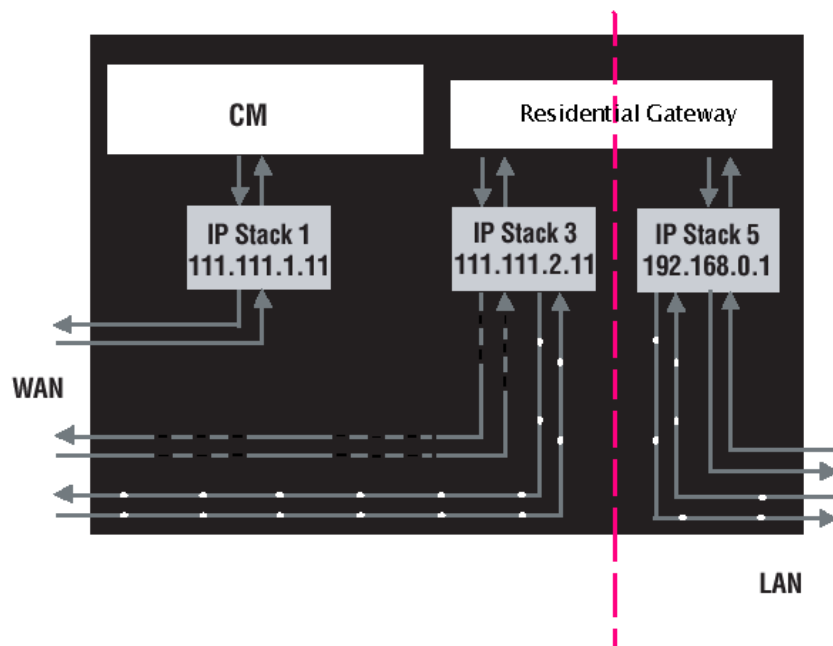 CM
Residential Gateway
IP Stack 1
111.111.1.11
IP Stack 3
111.111.2.11
IP Stack 5
192.168.0.1
WAN
LAN